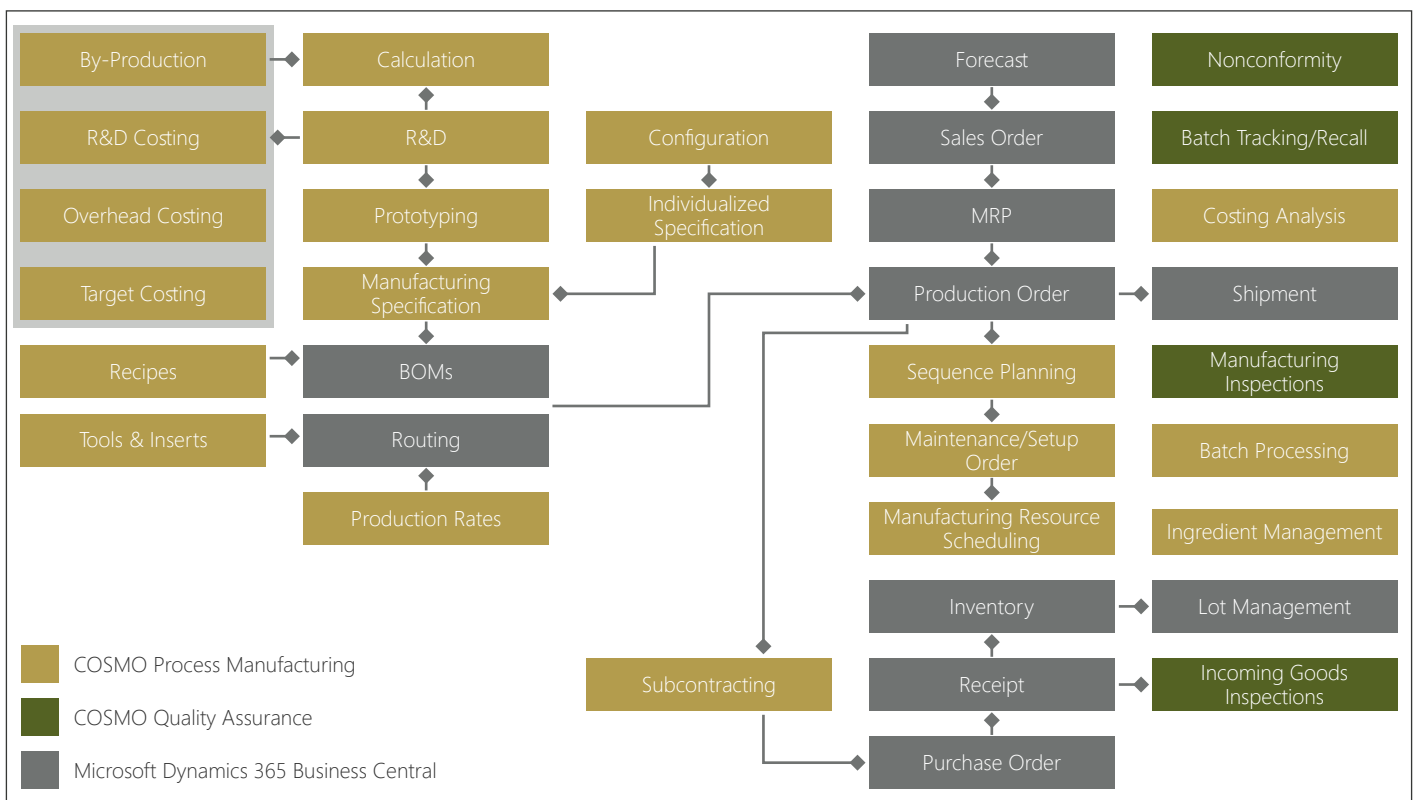 By-Production
Calculation
Forecast
Nonconformity
R&D Costing
R&D
Configuration
Sales Order
Batch Tracking/Recall
Overhead Costing
Prototyping
Individualized
Specification
MRP
Costing Analysis
Target Costing
Manufacturing
Specification
Production Order
Shipment
Recipes
BOMs
Sequence Planning
Manufacturing
Inspections
Tools & Inserts
Routing
Maintenance/Setup
Order
Batch Processing
Production Rates
Manufacturing Resource
Scheduling
Ingredient Management
Inventory
Lot Management
COSMO Process Manufacturing
Subcontracting
Receipt
Incoming Goods
Inspections
COSMO Quality Assurance
Purchase Order
Microsoft Dynamics 365 Business Central